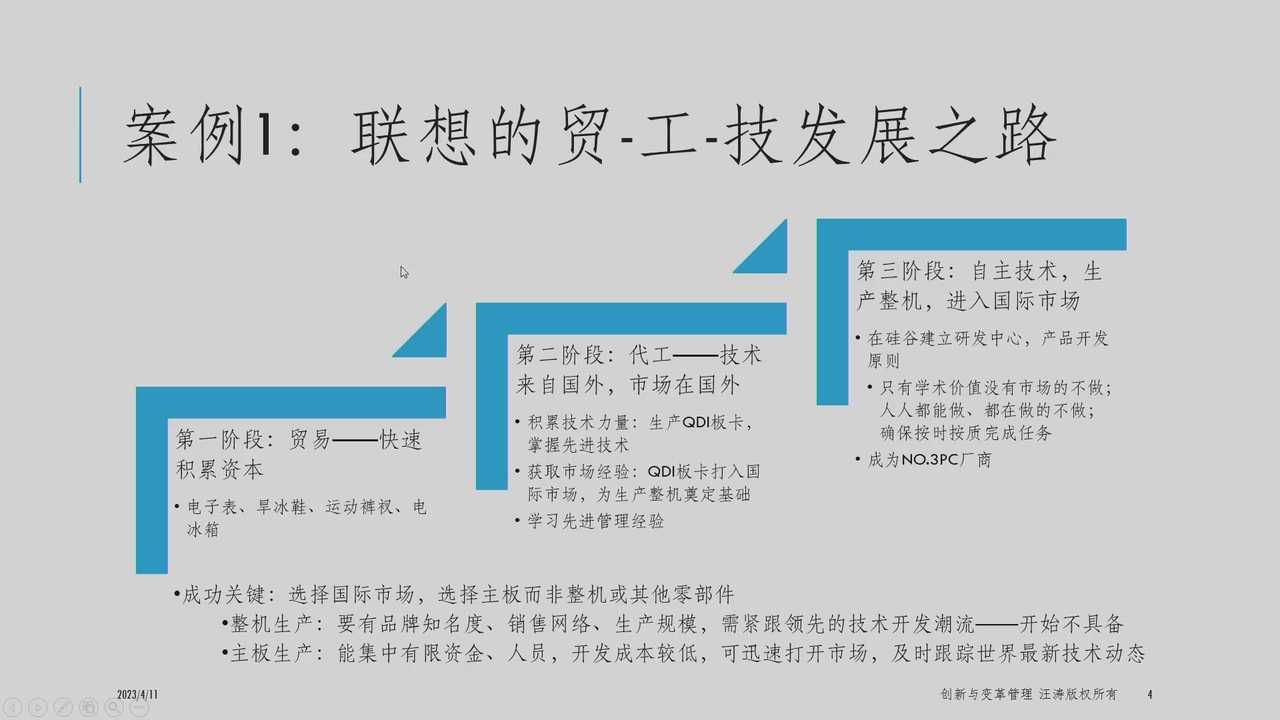 案例1：联想的贸-工-技发展之路
第一阶段：贸易——快速
积累资本
•电子表、旱冰鞋、运动裤衩、电
冰箱
第二阶段：代工——技术
来自国外，市场在国外
•积累技术力量：生产QDI板卡，
掌握先进技术
•获取市场经验：QDI板卡打入国
际市场，为生产整机奠定基础
•学习先进管理经验
第三阶段：自主技术，生
产整机，进入国际市场
•在硅谷建立研发中心，产品开发
原则
•只有学术价值没有市场的不做；
人人都能做、都在做的不做；
确保按时按质完成任务
•成为NO.3PC厂商
•成功关键：选择国际市场，选择主板而非整机或其他零部件
•整机生产：要有品牌知名度、销售网络、生产规模，需紧跟领先的技术开发潮流——开始不具备
•主板生产：能集中有限资金、人员，开发成本较低，可迅速打开市场，及时跟踪世界最新技术动态
2023/4/11
创新与变革管理 汪涛版权所有
4